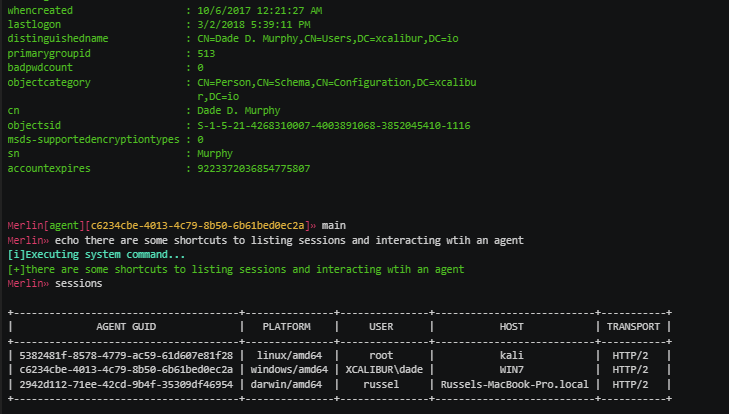 whencreated : 10/6/2017 12:21:27 AM
lastlogon : 3/2/2018 5:39:11 PM
distinguishedname : CN=Dade D. Murphy,CN=Users,DC=xcalibur,DC=io
primarygroupid : 513
badpwdcount : 0
objectcategory : CN=Person,CN=Schema,CN=Configuration,DC=xcalibu
r,DC=io
cn : Dade D. Murphy
objectsid : S-1-5-21-4268310007-4003891068-3852045410-1116
msds-supportedencryptiontypes : 0
sn : Murphy
accountexpires : 9223372036854775807
Merlin[agent][c6234cbe-4013-4c79-8b50-6b61bed0ec2a]» main
Merlin» echo there are some shortcuts to listing sessions and interacting wtih an agent
[i]Executing system command...
[+]there are some shortcuts to listing sessions and interacting wtih an agent
Merlin» sessions
+--------------------------------------+---------------+---------------+---------------------------+-----------+
| AGENT GUID | PLATFORM | USER | HOST | TRANSPORT |
+--------------------------------------+---------------+---------------+---------------------------+-----------+
| 5382481f-8578-4779-ac59-61d607e81f28 | linux/amd64 | root | kali | HTTP/2 |
| c6234cbe-4013-4c79-8b50-6b61bed0ec2a | windows/amd64 | XCALIBUR\dade | WIN7 | HTTP/2 |
| 2942d112-71ee-42cd-9b4f-35309df46954 | darwin/amd64 | russel | Russels-MacBook-Pro.local | HTTP/2 |
+--------------------------------------+---------------+---------------+---------------------------+-----------+